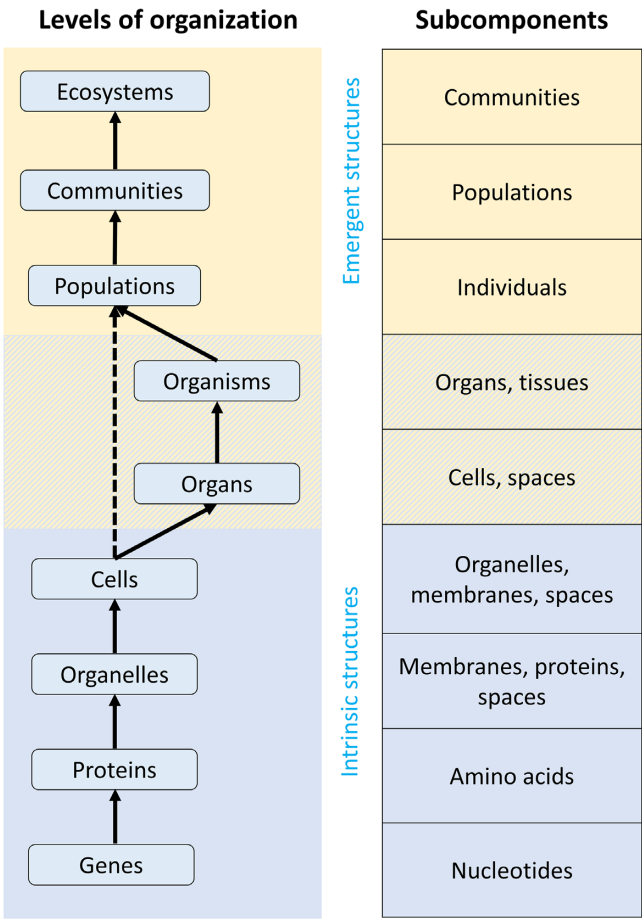 Levels of organization
Subcomponents
Ecosystems
Communities
Populations
Organisms
Organs
Cells
Organelles
Proteins
Genes
Emergent structures
Intrinsic structures
Communities
Populations
Individuals
Organs, tissues
Cells, spaces
Organelles,
membranes, spaces
Membranes, proteins,
spaces
Amino acids
Nucleotides